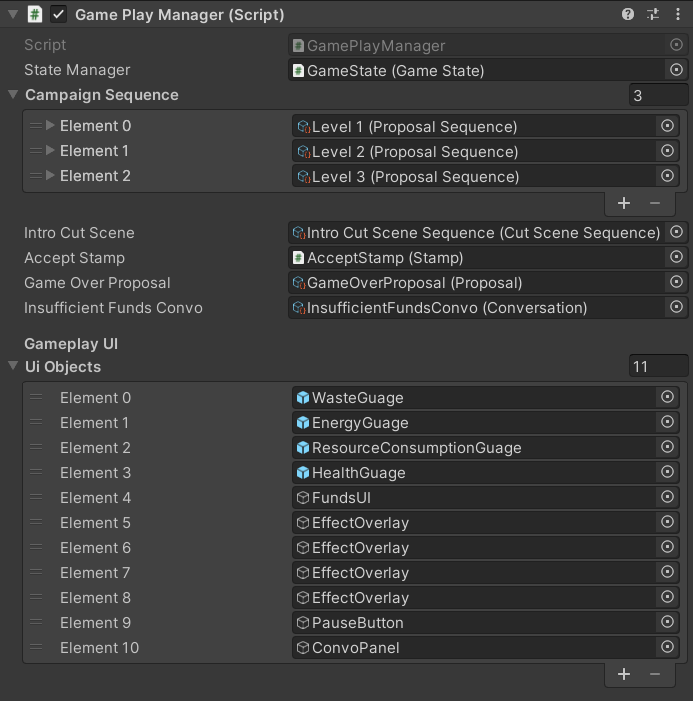 Game Play Manager (Script)
Script GamePlayManager
State Manager GameState (Game State)
Campaign Sequence 3
Element 0 Level 1 (Proposal Sequence)
Element 1 Level 2 (Proposal Sequence)
Element 2 Level 3 (Proposal Sequence)
+ −
Intro Cut Scene Intro Cut Scene Sequence (Cut Scene Sequence)
Accept Stamp AcceptStamp (Stamp)
Game Over Proposal GameOverProposal (Proposal)
Insufficient Funds Convo InsufficientFundsConvo (Conversation)
Gameplay UI
Ui Objects 11
Element 0 WasteGuage
Element 1 EnergyGuage
Element 2 ResourceConsumptionGuage
Element 3 HealthGuage
Element 4 FundsUI
Element 5 EffectOverlay
Element 6 EffectOverlay
Element 7 EffectOverlay
Element 8 EffectOverlay
Element 9 PauseButton
Element 10 ConvoPanel
+ −